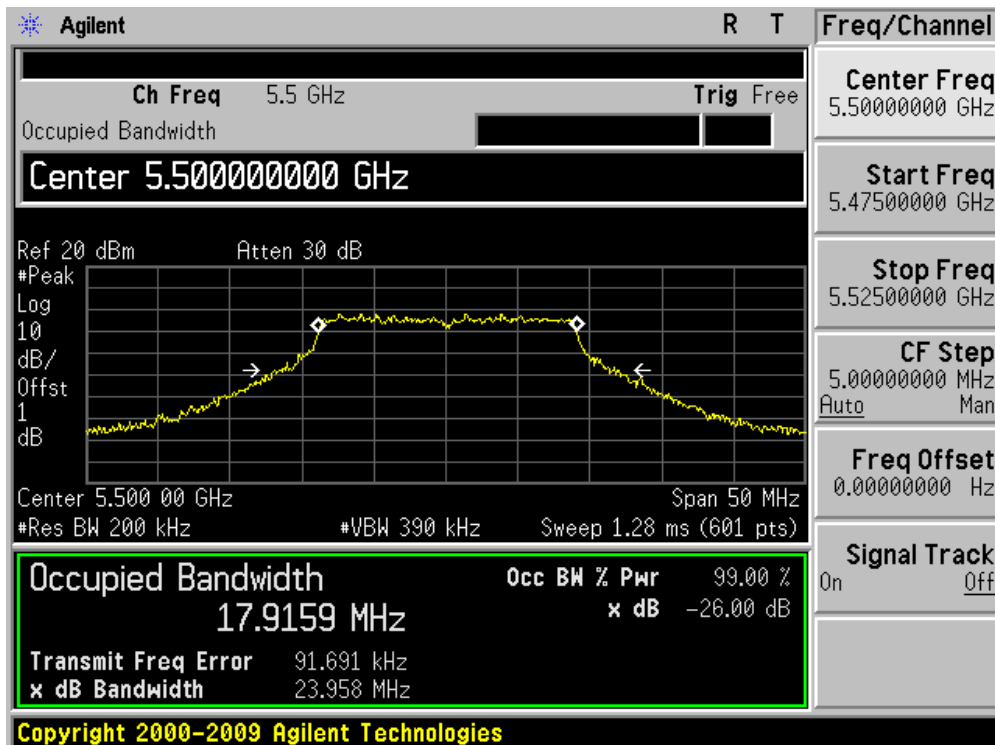 Agilent R T
Ch Freq 5.5 GHz Trig Free
Occupied Bandwidth
Center 5.500000000 GHz
Ref 20 dBm Atten 30 dB
#Peak
Log
10
dB/
Offst
1
dB
Center 5.500 00 GHz Span 50 MHz
#Res BW 200 kHz #VBW 390 kHz Sweep 1.28 ms (601 pts)
Occupied Bandwidth
17.9159 MHz
Occ BW % Pwr 99.00 %
x dB -26.00 dB
Transmit Freq Error 91.691 kHz
x dB Bandwidth 23.958 MHz
Copyright 2000-2009 Agilent Technologies
Freq/Channel
Center Freq
5.50000000 GHz
Start Freq
5.47500000 GHz
Stop Freq
5.52500000 GHz
CF Step
5.00000000 MHz
Auto Man
Freq Offset
0.00000000 Hz
Signal Track
On Off